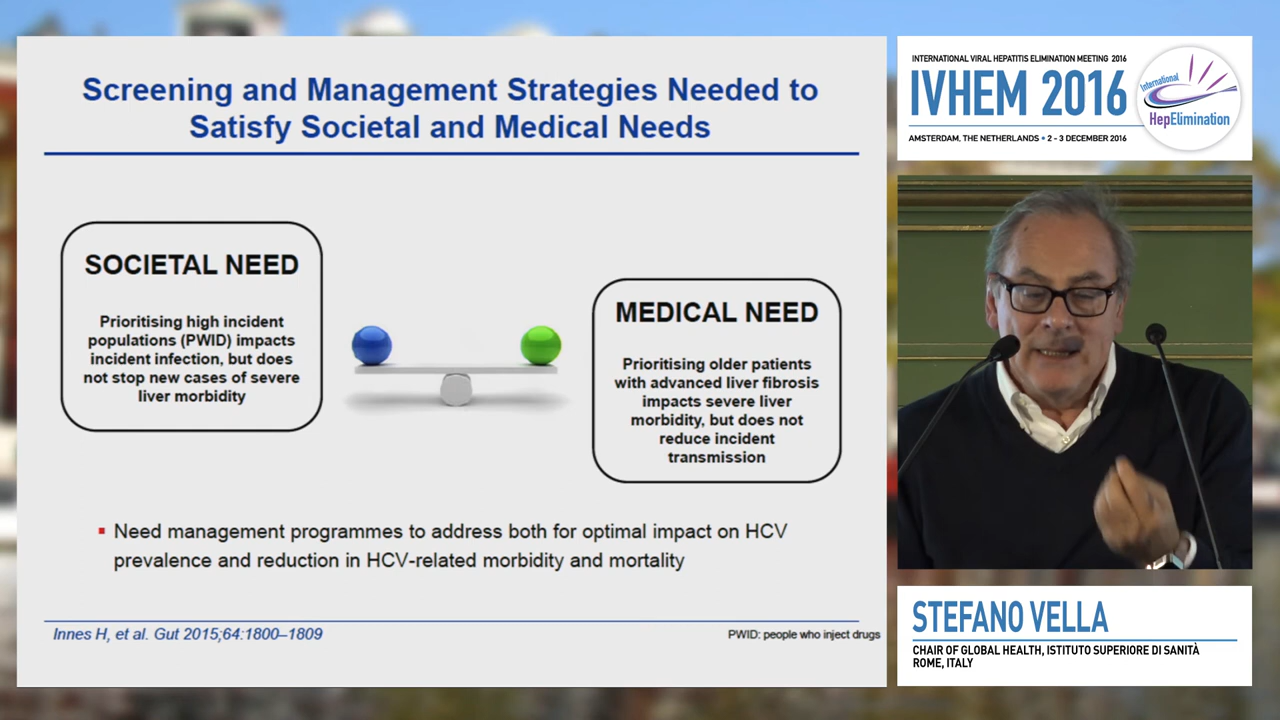 Screening and Management Strategies Needed to
Satisfy Societal and Medical Needs
SOCIETAL NEED
Prioritising high incident
populations (PWID) impacts
incident infection, but does
not stop new cases of severe
liver morbidity
MEDICAL NEED
Prioritising older patients
with advanced liver fibrosis
impacts severe liver
morbidity, but does not
reduce incident
transmission
Need management programmes to address both for optimal impact on HCV
prevalence and reduction in HCV-related morbidity and mortality
Innes H, et al. Gut 2015;64:1800–1809
PWID: people who inject drugs
INTERNATIONAL VIRAL HEPATITIS ELIMINATION MEETING 2016
IVHEM 2016
AMSTERDAM, THE NETHERLANDS • 2 - 3 DECEMBER 2016
International
HepElimination
STEFANO VELLA
CHAIR OF GLOBAL HEALTH, ISTITUTO SUPERIORE DI SANITÀ
ROME, ITALY